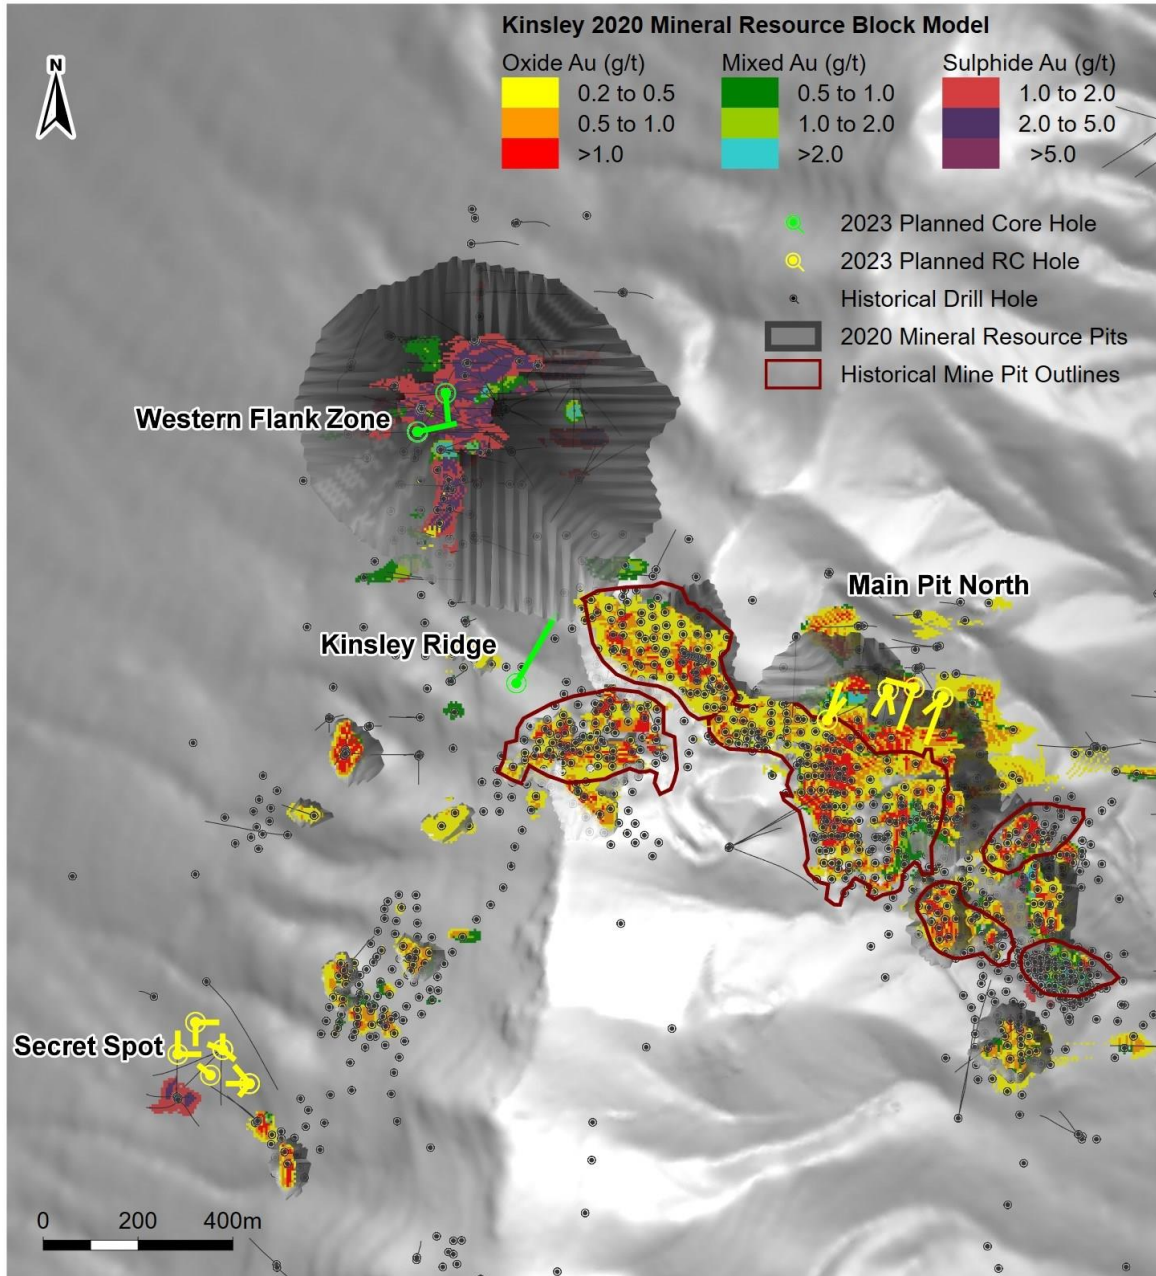 Kinsley 2020 Mineral Resource Block Model
Oxide Au (g/t) Mixed Au (g/t) Sulphide Au (g/t)
0.2 to 0.5 0.5 to 1.0 1.0 to 2.0
0.5 to 1.0 1.0 to 2.0 2.0 to 5.0
>1.0 >2.0 >5.0
N
2023 Planned Core Hole
2023 Planned RC Hole
Historical Drill Hole
2020 Mineral Resource Pits
Historical Mine Pit Outlines
Western Flank Zone
Main Pit North
Kinsley Ridge
Secret Spot
0 200 400m